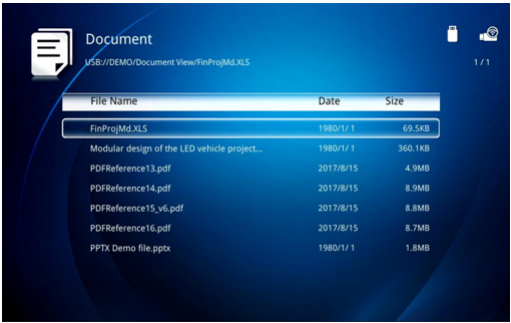 Document
USB://DEMO/Document View/FinProjMd.XLS
1 / 1
File Name Date Size
FinProjMd.XLS 1980/1/ 1 69.5KB
Modular design of the LED vehicle project... 1980/1/ 1 360.1KB
PDFReference13.pdf 2017/8/15 4.9MB
PDFReference14.pdf 2017/8/15 8.9MB
PDFReference15_v6.pdf 2017/8/15 8.8MB
PDFReference16.pdf 2017/8/15 8.7MB
PPTX Demo file.pptx 1980/1/ 1 1.8MB